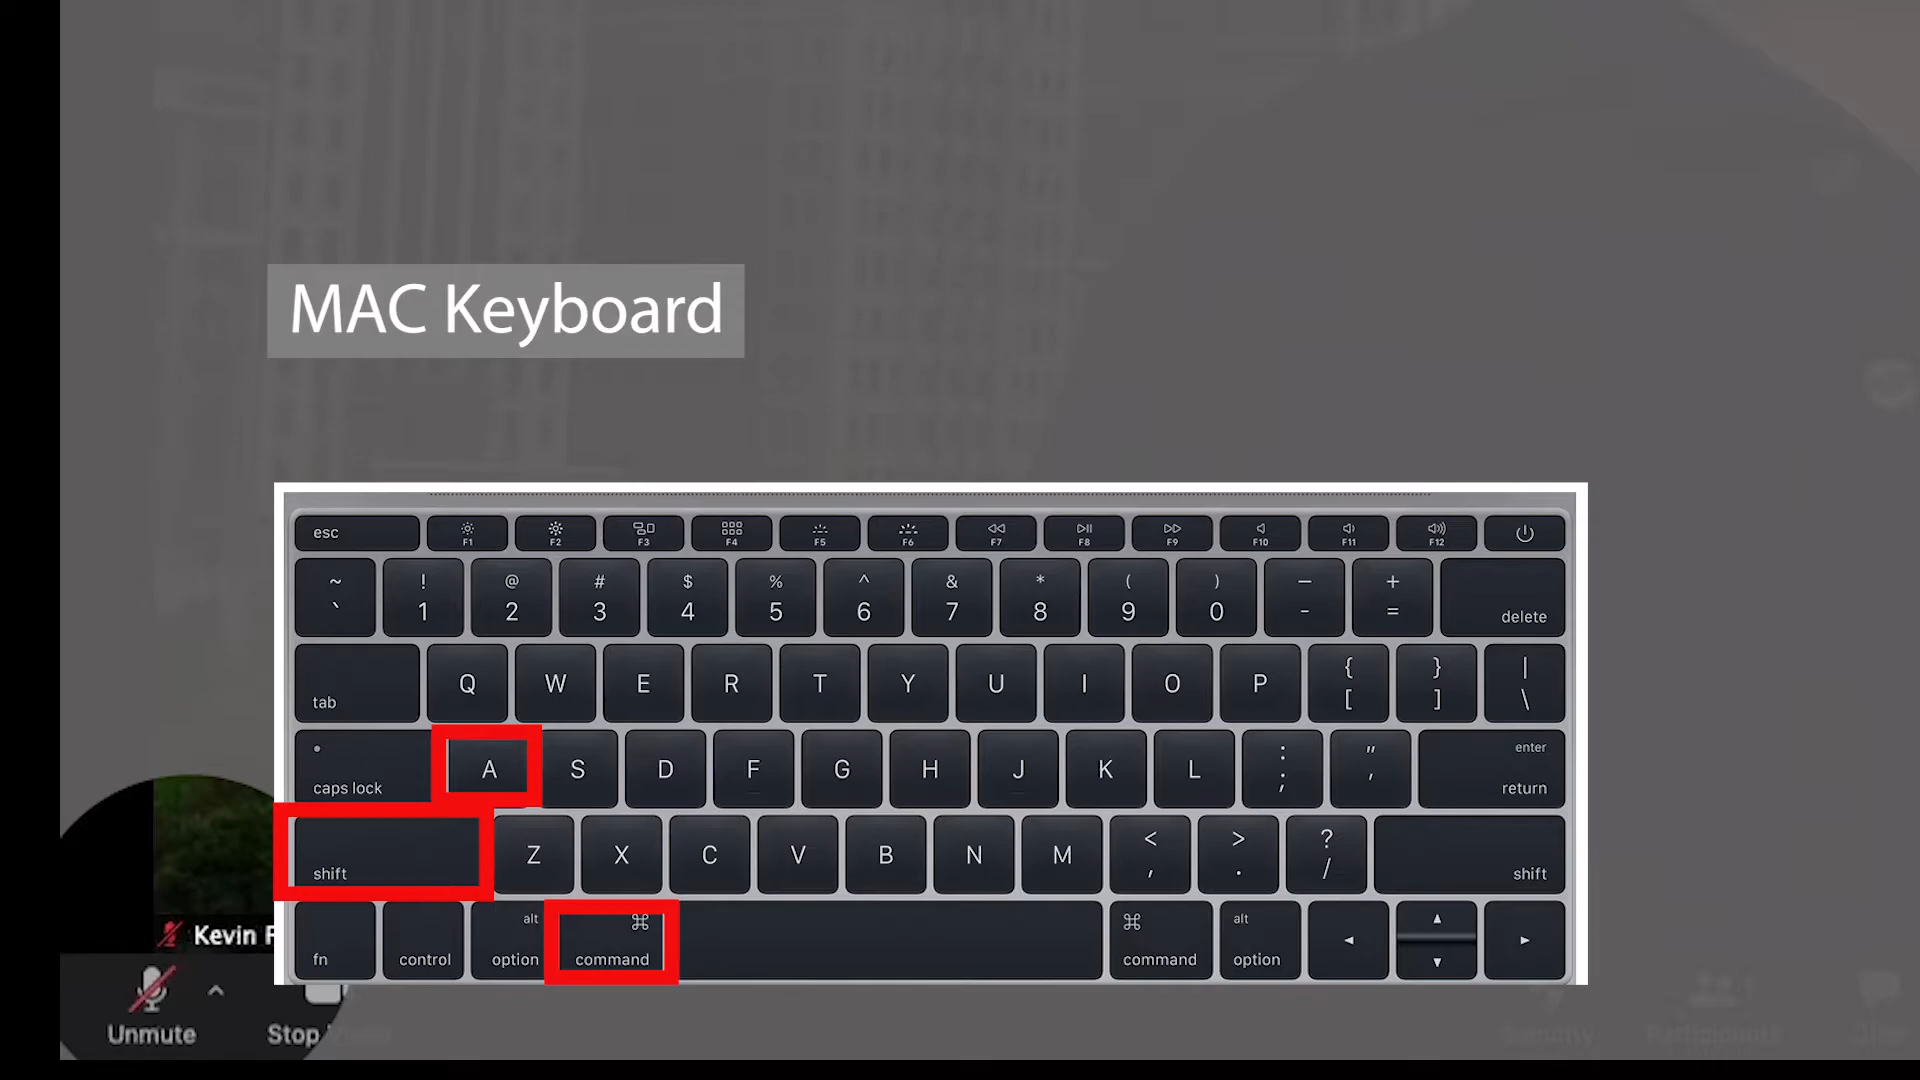 MAC Keyboard
esc F1 F2 F3 F4 F5 F6 F7 F8 F9 F10 F11 F12
~ ! @ # $ % ^ & * ( ) — +
` 1 2 3 4 5 6 7 8 9 0 - =
delete
tab Q W E R T Y U I O P { [ } ] | \
caps lock A S D F G H J K L : ; " ' enter return
shift Z X C V B N M < , > . ? / shift
fn control alt option ⌘ command ⌘ command alt option
Kevin F
Unmute
Stop
Participants